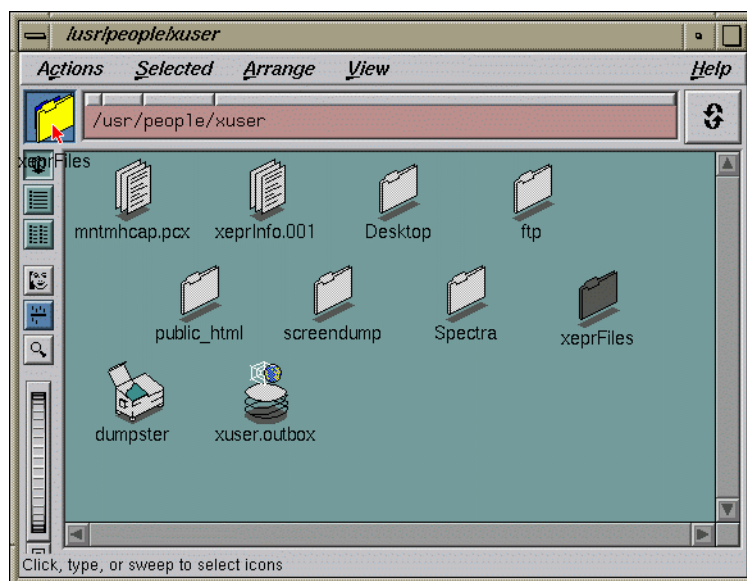 /usr/people/xuser
Actions Selected Arrange View Help
/usr/people/xuser
xeprFiles
mntmhcap.pcx xeprInfo.001 Desktop ftp
public_html screendump Spectra xeprFiles
dumpster xuser.outbox
Click, type, or sweep to select icons